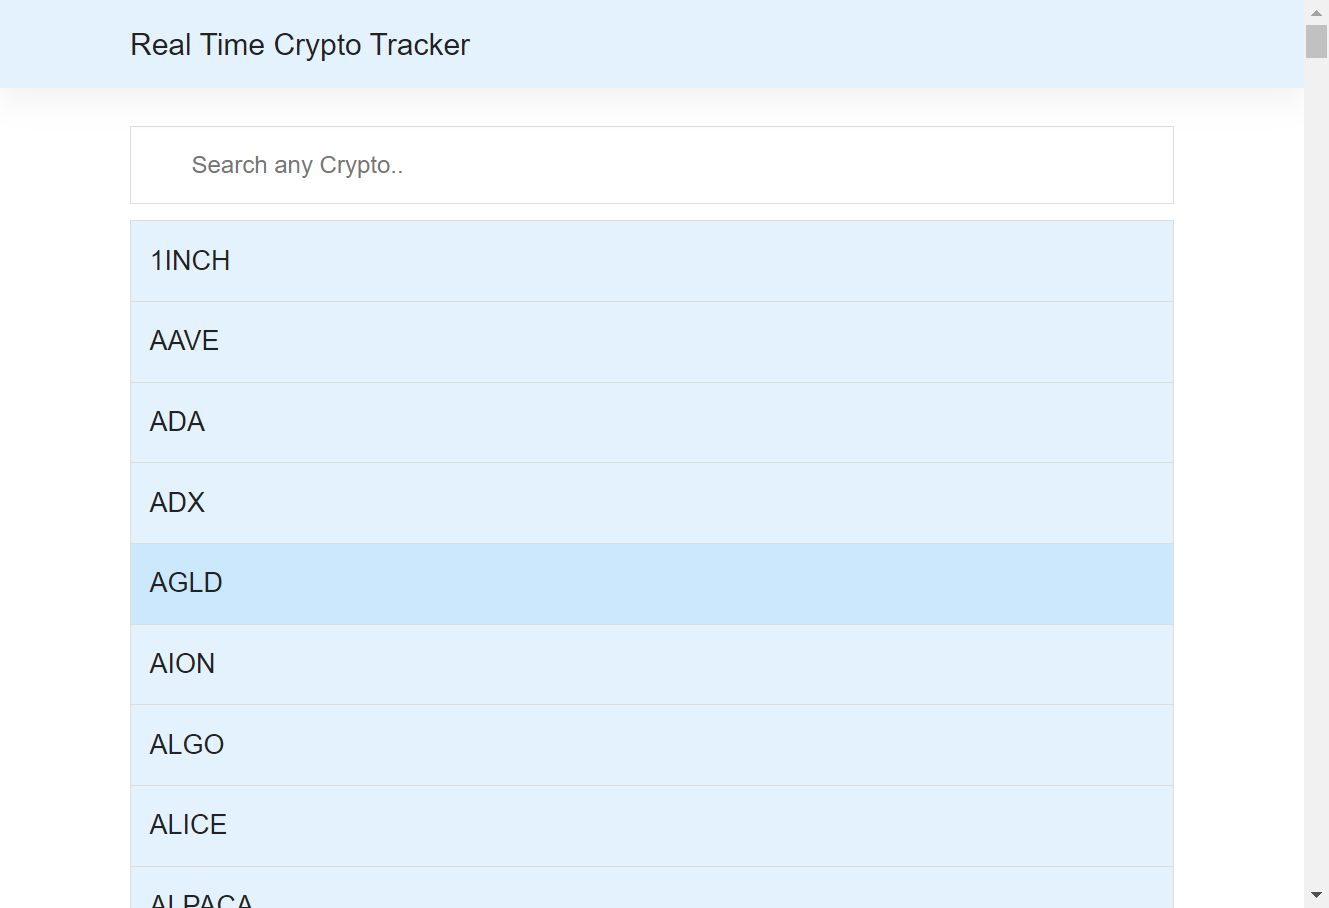 Real Time Crypto Tracker
Search any Crypto..
1INCH
AAVE
ADA
ADX
AGLD
AION
ALGO
ALICE
ALPACA